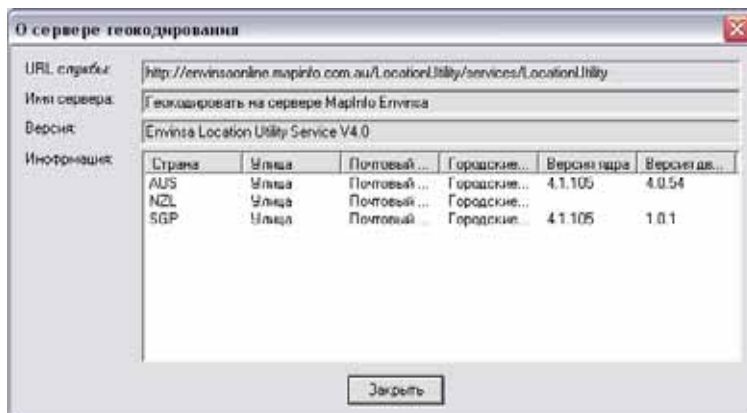 О сервере геокодирования
URL службы: http://envinsaonline.mapinfo.com.au/LocationUtility/services/LocationUtility
Имя сервера: Геокодировать на сервере MapInfo Envinsa
Версия: Envinsa Location Utility Service V4.0
Инофрмация:
Страна Улица Почтовый ... Городские... Версия ядра Версия дв...
AUS Улица Почтовый ... Городские... 4.1.105 4.0.54
NZL Улица Почтовый ... Городские...
SGP Улица Почтовый ... Городские... 4.1.105 1.0.1
Закрыть